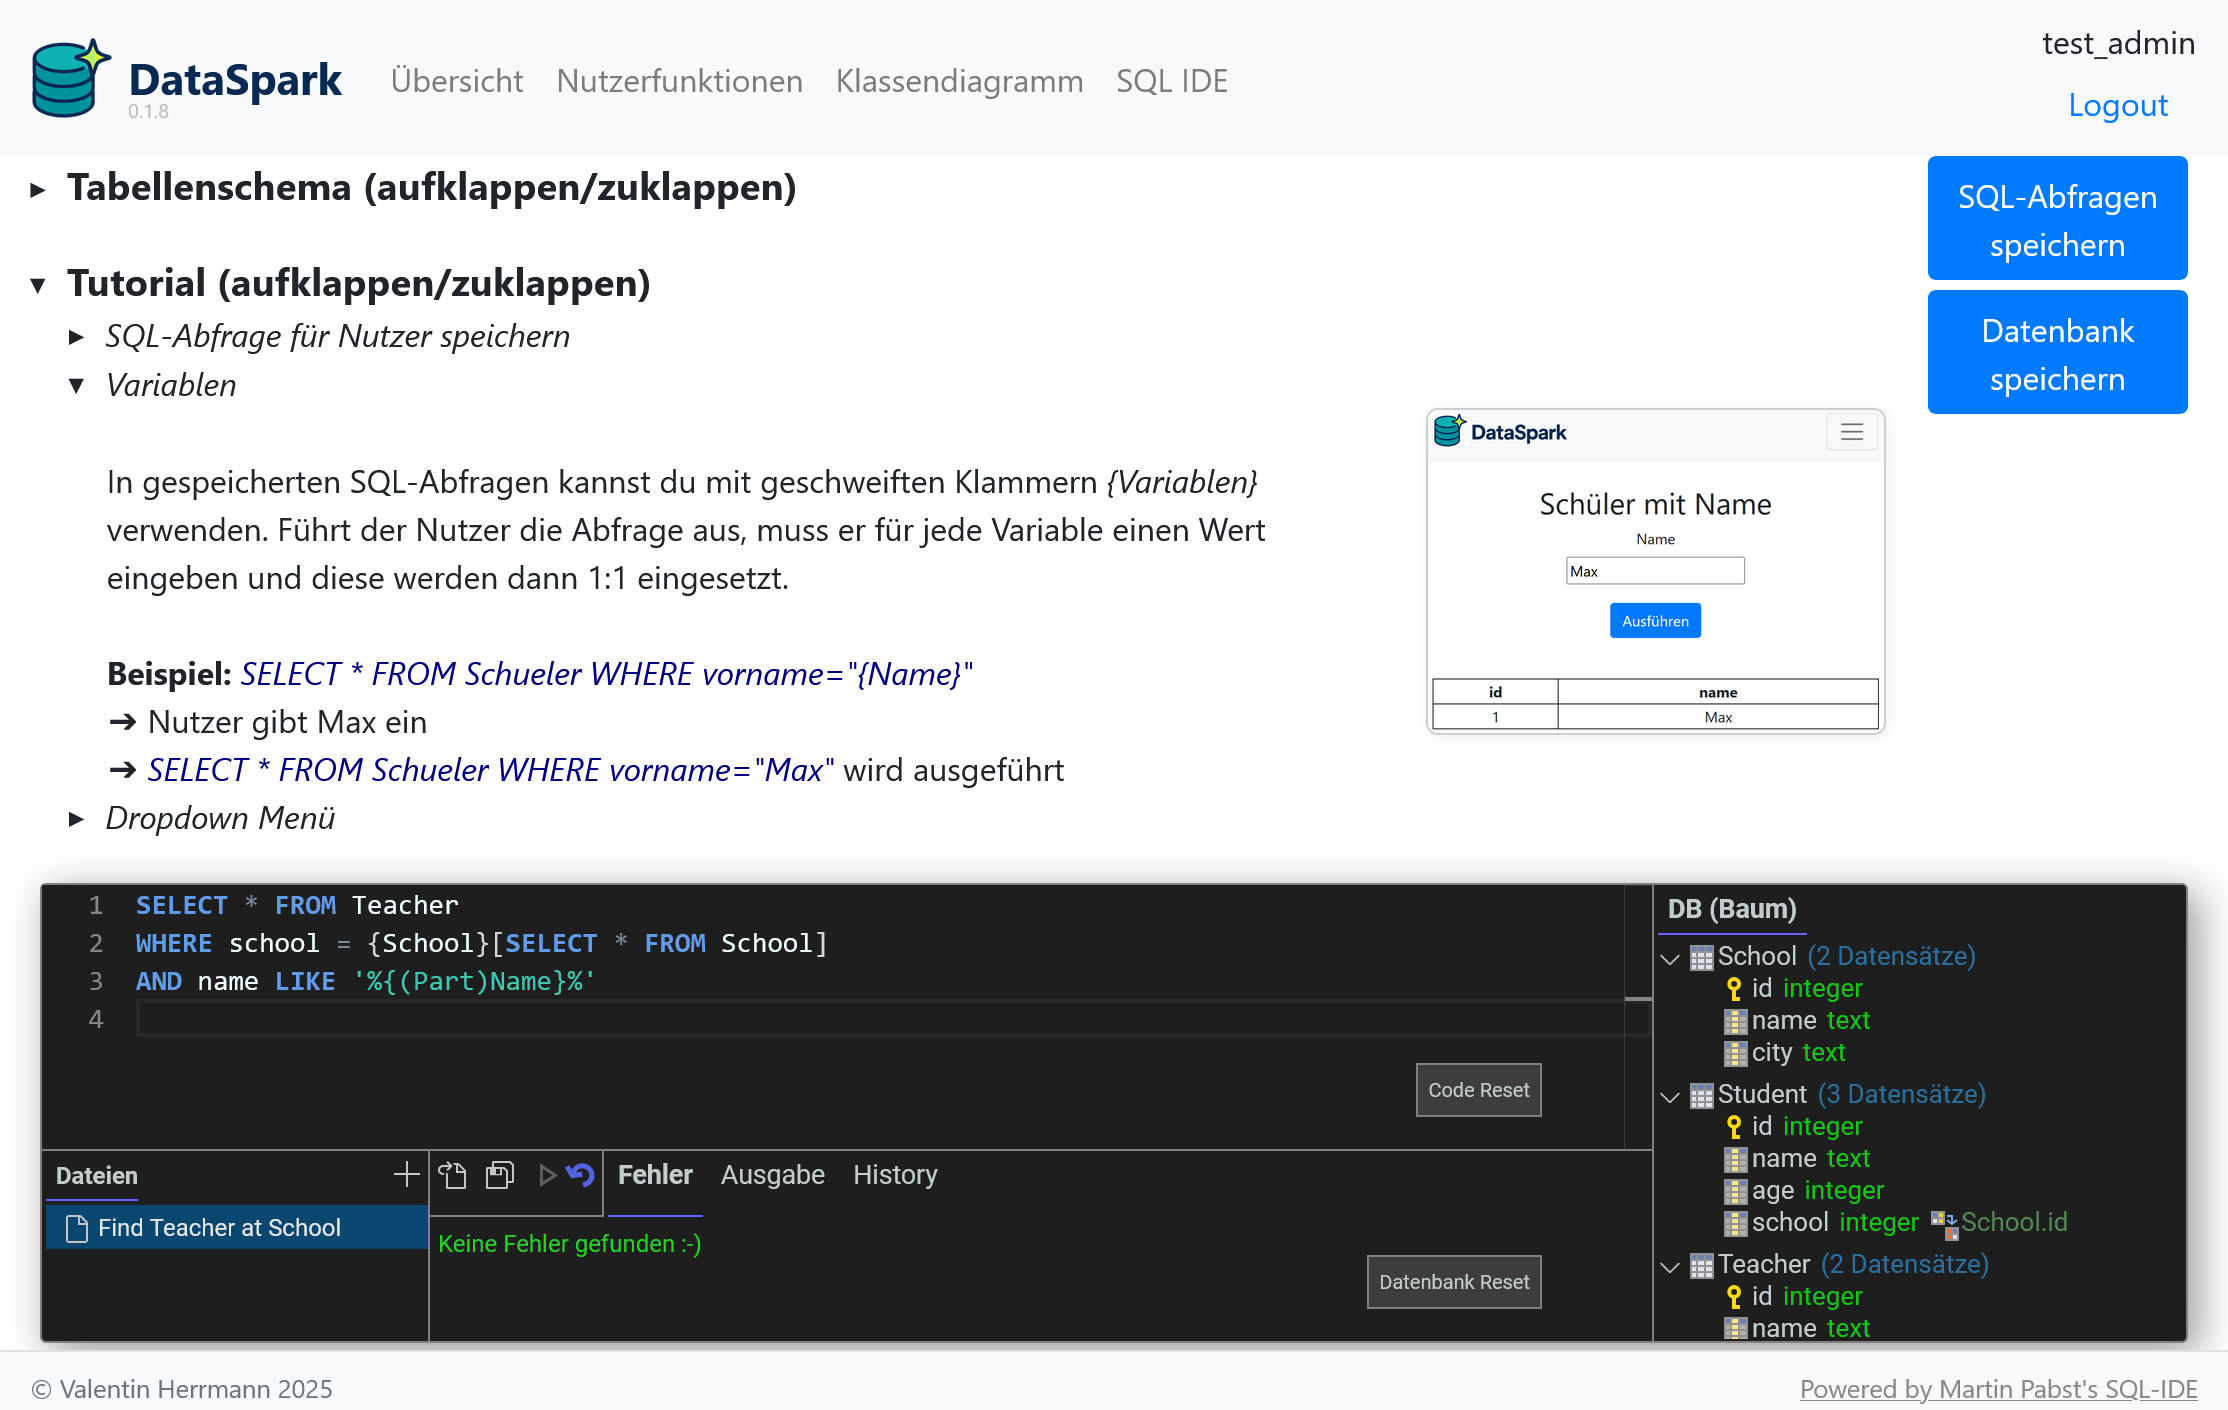 DataSpark
0.1.8
Übersicht Nutzerfunktionen Klassendiagramm SQL IDE
test_admin
Logout
Tabellenschema (aufklappen/zuklappen)
SQL-Abfragen
speichern
Datenbank
speichern
Tutorial (aufklappen/zuklappen)
SQL-Abfrage für Nutzer speichern
Variablen
In gespeicherten SQL-Abfragen kannst du mit geschweiften Klammern {Variablen}
verwenden. Führt der Nutzer die Abfrage aus, muss er für jede Variable einen Wert
eingeben und diese werden dann 1:1 eingesetzt.
Beispiel: SELECT * FROM Schueler WHERE vorname="{Name}"
➔ Nutzer gibt Max ein
➔ SELECT * FROM Schueler WHERE vorname="Max" wird ausgeführt
Dropdown Menü
DataSpark
Schüler mit Name
Name
Max
Ausführen
id name
1 Max
1 SELECT * FROM Teacher
2 WHERE school = {School}[SELECT * FROM School]
3 AND name LIKE '%{(Part)Name}%'
4
Code Reset
Dateien
Find Teacher at School
Fehler Ausgabe History
Keine Fehler gefunden :-)
Datenbank Reset
DB (Baum)
School (2 Datensätze)
id integer
name text
city text
Student (3 Datensätze)
id integer
name text
age integer
school integer School.id
Teacher (2 Datensätze)
id integer
name text
© Valentin Herrmann 2025
Powered by Martin Pabst's SQL-IDE